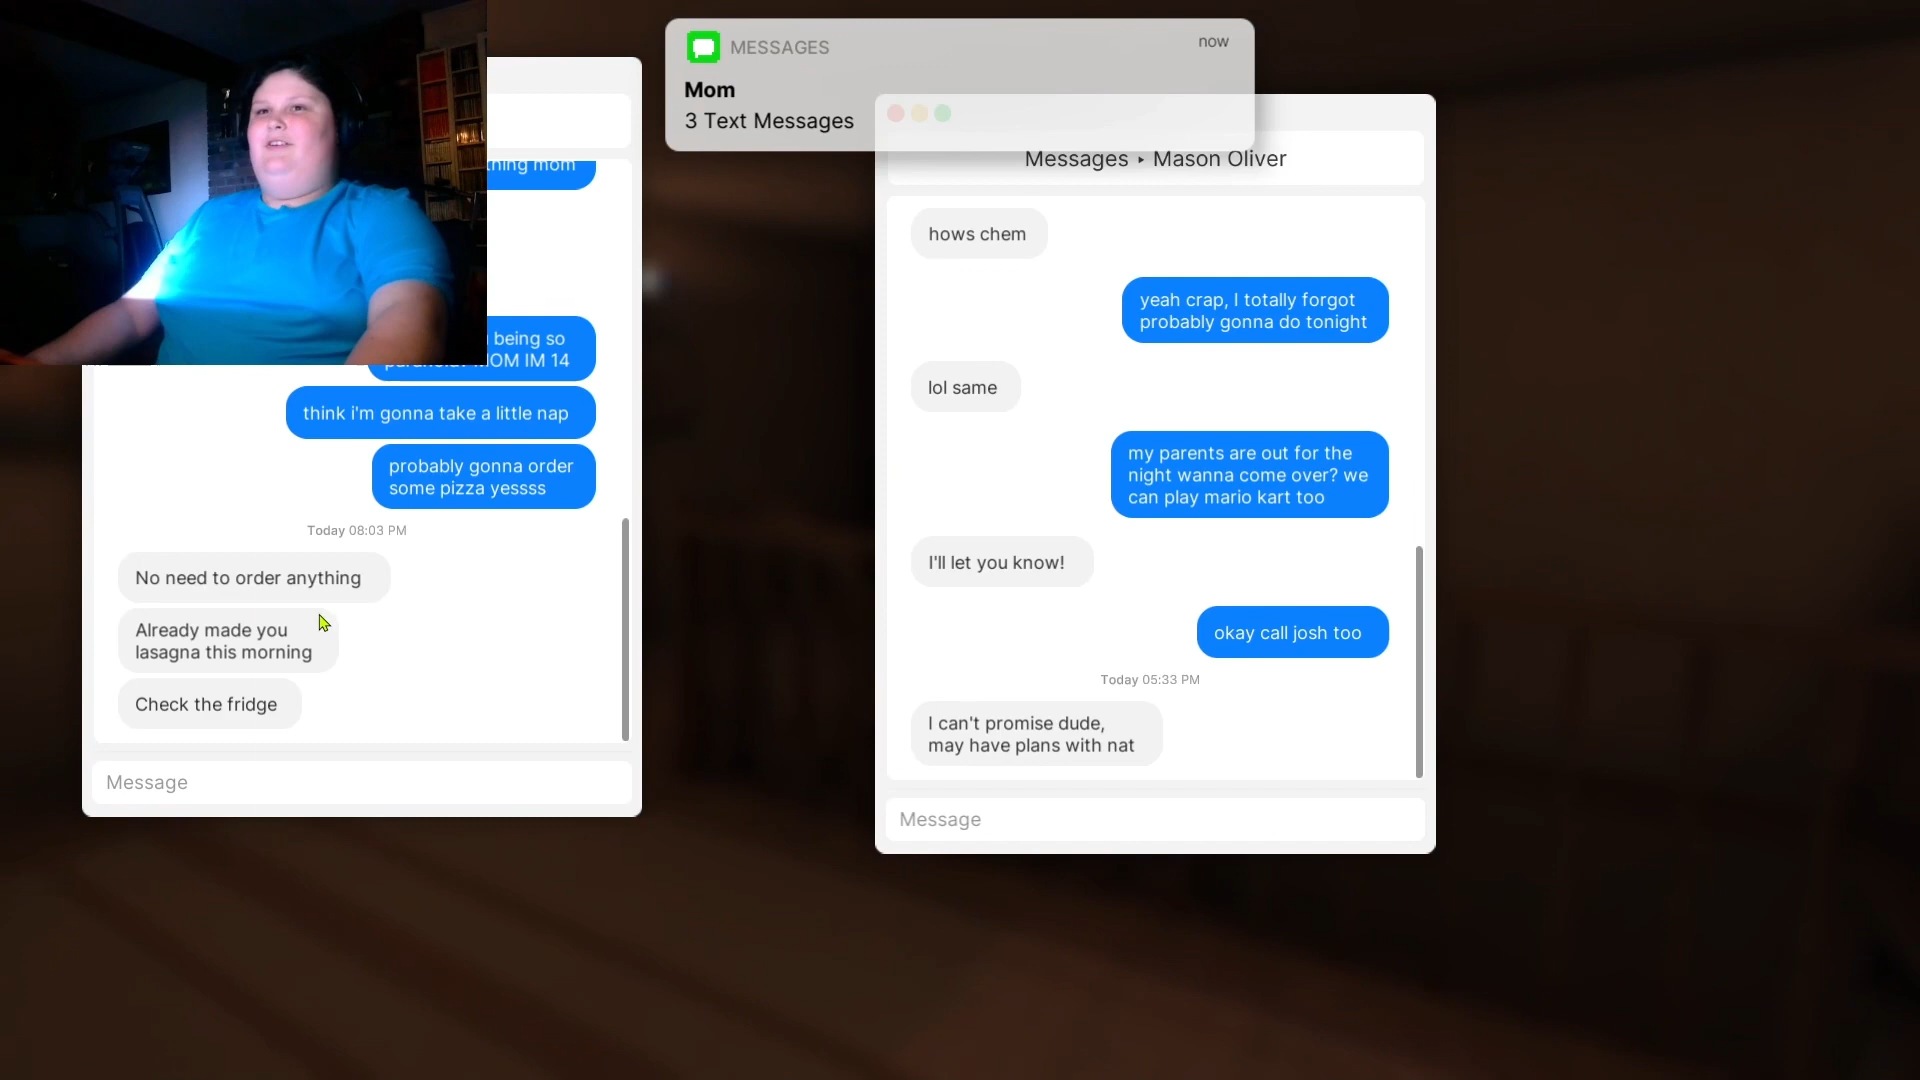 MESSAGES
now
Mom
3 Text Messages
hing mom
being so
MOM IM 14
think i'm gonna take a little nap
probably gonna order
some pizza yessss
Today 08:03 PM
No need to order anything
Already made you
lasagna this morning
Check the fridge
Message
Messages ‣ Mason Oliver
hows chem
yeah crap, I totally forgot
probably gonna do tonight
lol same
my parents are out for the
night wanna come over? we
can play mario kart too
I'll let you know!
okay call josh too
Today 05:33 PM
I can't promise dude,
may have plans with nat
Message